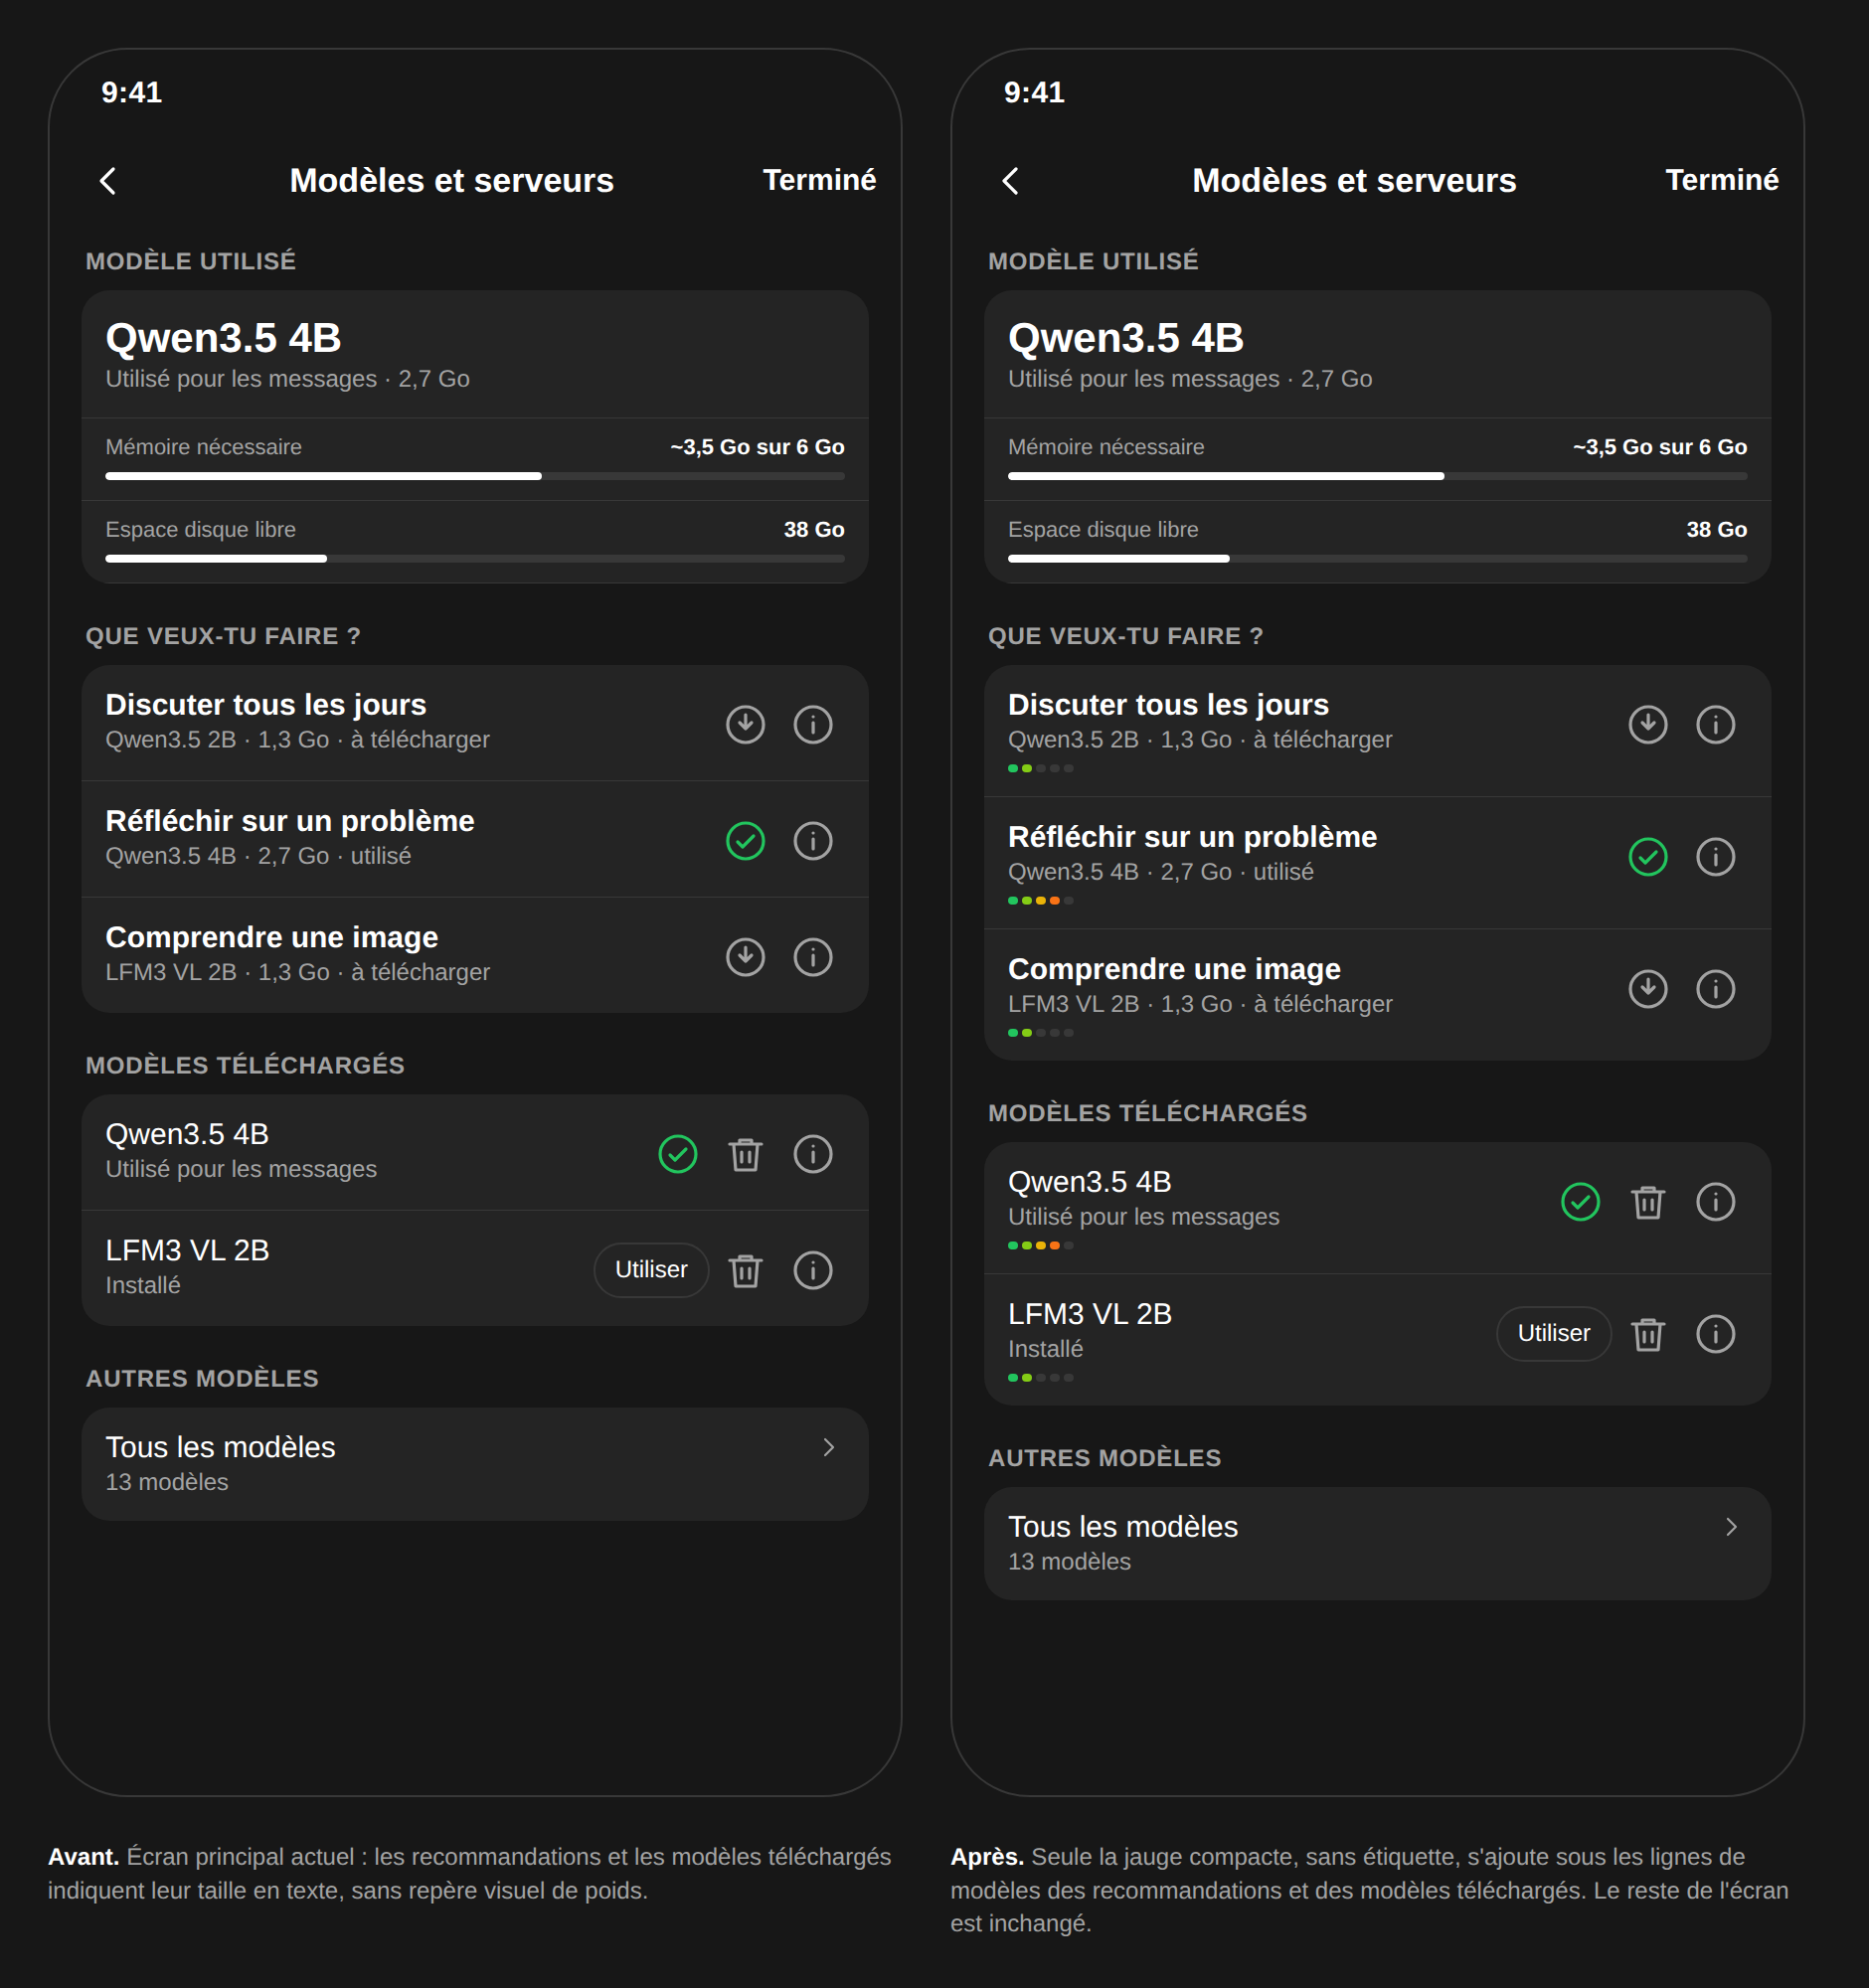 9:41
Modèles et serveurs
Terminé
MODÈLE UTILISÉ
Qwen3.5 4B
Utilisé pour les messages · 2,7 Go
Mémoire nécessaire
~3,5 Go sur 6 Go
Espace disque libre
38 Go
QUE VEUX-TU FAIRE ?
Discuter tous les jours
Qwen3.5 2B · 1,3 Go · à télécharger
Réfléchir sur un problème
Qwen3.5 4B · 2,7 Go · utilisé
Comprendre une image
LFM3 VL 2B · 1,3 Go · à télécharger
MODÈLES TÉLÉCHARGÉS
Qwen3.5 4B
Utilisé pour les messages
LFM3 VL 2B
Installé
Utiliser
AUTRES MODÈLES
Tous les modèles
13 modèles
Avant. Écran principal actuel : les recommandations et les modèles téléchargés
indiquent leur taille en texte, sans repère visuel de poids.
9:41
Modèles et serveurs
Terminé
MODÈLE UTILISÉ
Qwen3.5 4B
Utilisé pour les messages · 2,7 Go
Mémoire nécessaire
~3,5 Go sur 6 Go
Espace disque libre
38 Go
QUE VEUX-TU FAIRE ?
Discuter tous les jours
Qwen3.5 2B · 1,3 Go · à télécharger
Réfléchir sur un problème
Qwen3.5 4B · 2,7 Go · utilisé
Comprendre une image
LFM3 VL 2B · 1,3 Go · à télécharger
MODÈLES TÉLÉCHARGÉS
Qwen3.5 4B
Utilisé pour les messages
LFM3 VL 2B
Installé
Utiliser
AUTRES MODÈLES
Tous les modèles
13 modèles
Après. Seule la jauge compacte, sans étiquette, s'ajoute sous les lignes de
modèles des recommandations et des modèles téléchargés. Le reste de l'écran
est inchangé.